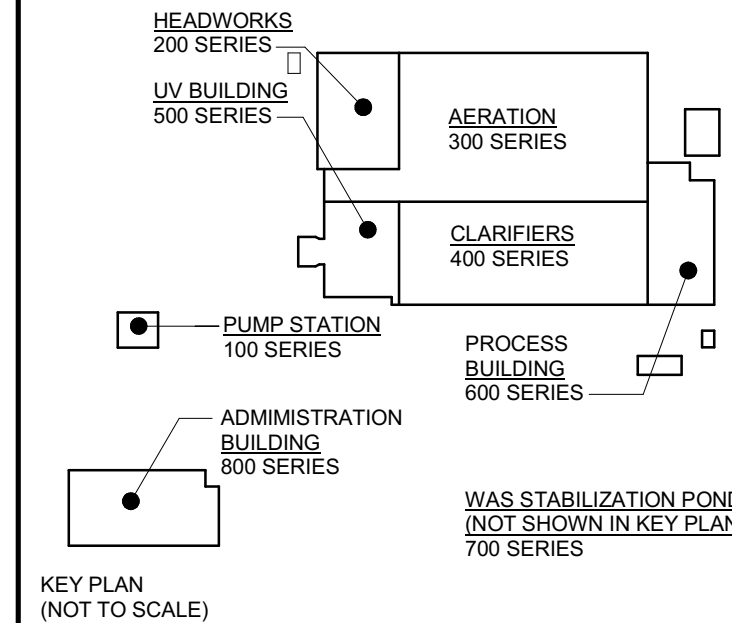 HEADWORKS
200 SERIES
UV BUILDING
500 SERIES
AERATION
300 SERIES
CLARIFIERS
400 SERIES
PUMP STATION
100 SERIES
PROCESS
BUILDING
600 SERIES
ADMIMISTRATION
BUILDING
800 SERIES
WAS STABILIZATION POND
(NOT SHOWN IN KEY PLAN
700 SERIES
KEY PLAN
(NOT TO SCALE)